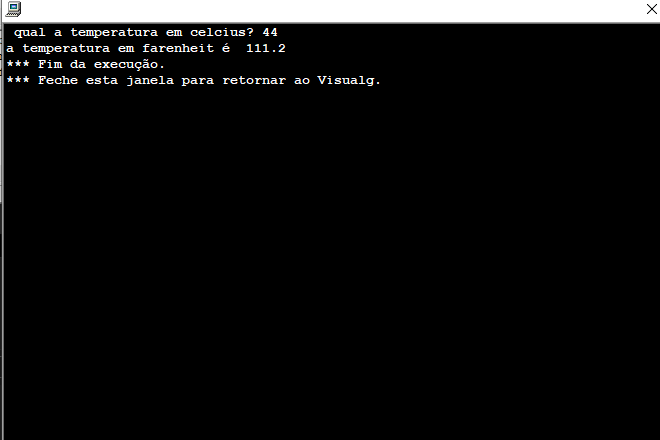 qual a temperatura em celcius? 44
a temperatura em farenheit é  111.2
*** Fim da execução.
*** Feche esta janela para retornar ao Visualg.